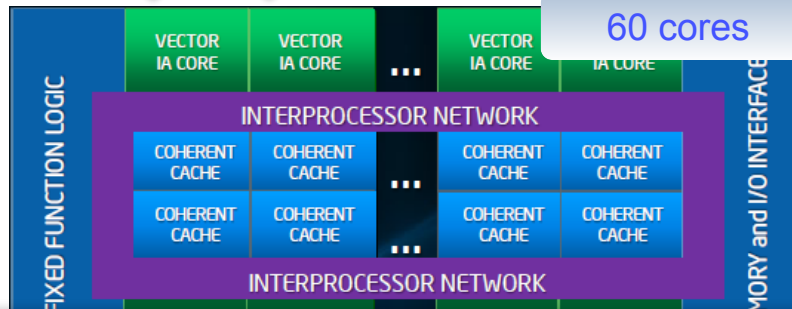 60 cores
VECTOR
IA CORE
VECTOR
IA CORE
...
VECTOR
IA CORE
IA CORE
FIXED FUNCTION LOGIC
INTERPROCESSOR NETWORK
COHERENT
CACHE
COHERENT
CACHE
...
COHERENT
CACHE
COHERENT
CACHE
COHERENT
CACHE
COHERENT
CACHE
...
COHERENT
CACHE
COHERENT
CACHE
INTERPROCESSOR NETWORK
MORY and I/O INTERFACE